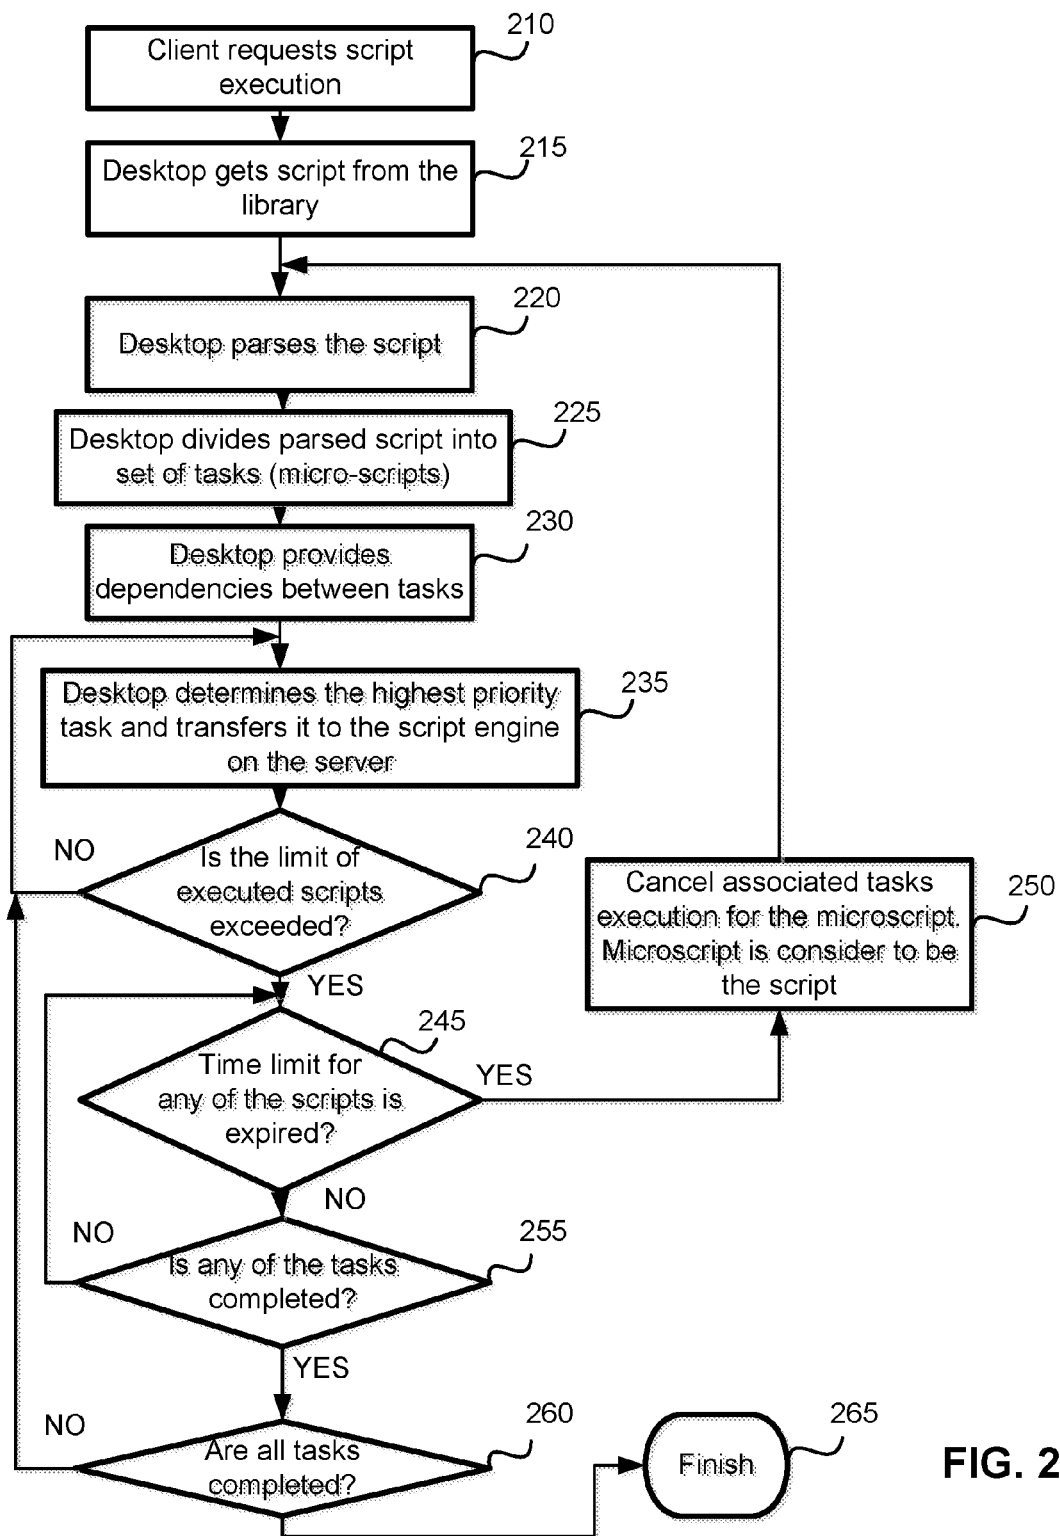 210
Client requests script
execution
215
Desktop gets script from the
library
220
Desktop parses the script
225
Desktop divides parsed script into
set of tasks (micro-scripts)
230
Desktop provides
dependencies between tasks
235
Desktop determines the highest priority
task and transfers it to the script engine
on the server
NO
240
Is the limit of
executed scripts
exceeded?
250
Cancel associated tasks
execution for the microscript.
Microscript is consider to be
the script
YES
245
Time limit for
any of the scripts is
expired?
YES
NO
NO
255
Is any of the tasks
completed?
YES
NO
260
Are all tasks
completed?
265
Finish
FIG. 2